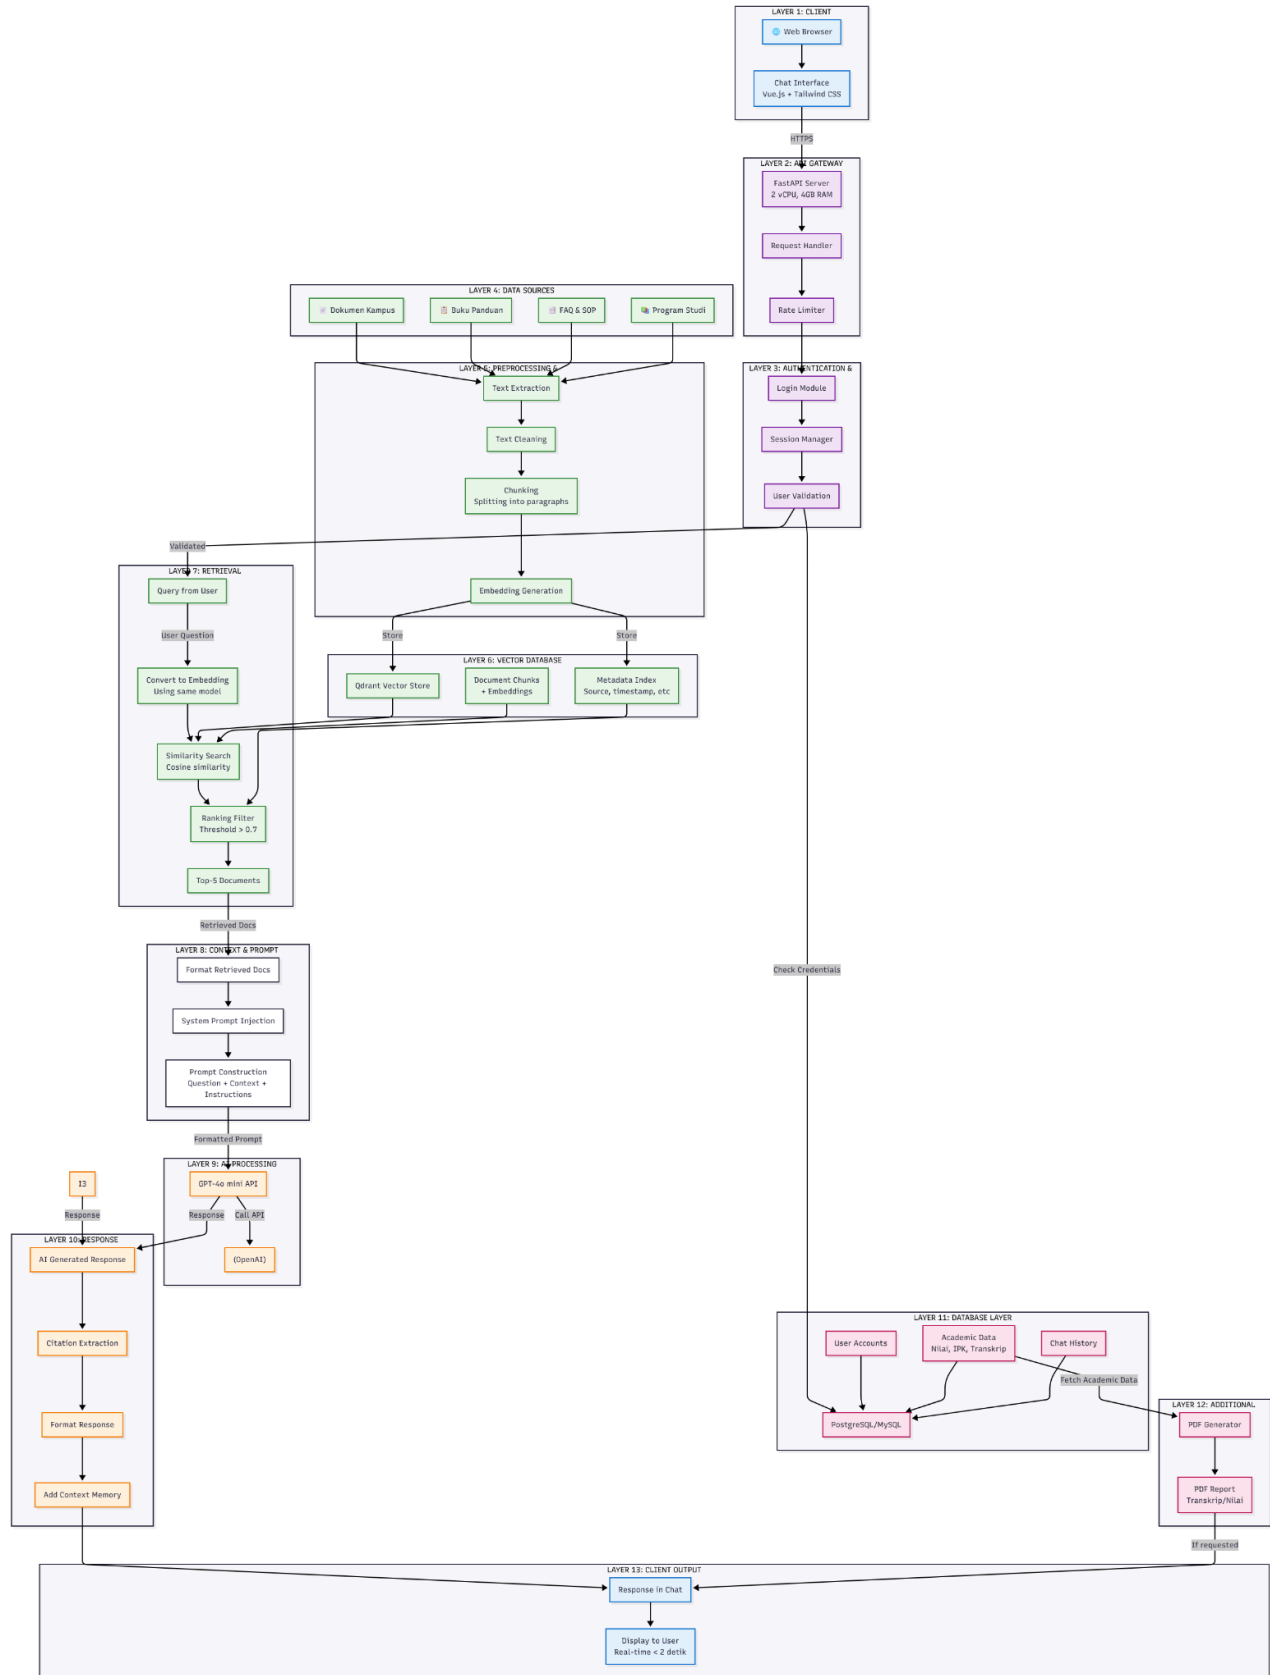 LAYER 1: CLIENT
Web Browser
Chat Interface
Vue.js + Tailwind CSS
HTTPS
LAYER 2: API GATEWAY
FastAPI Server
2 vCPU, 4GB RAM
Request Handler
Rate Limiter
LAYER 4: DATA SOURCES
Dokumen Kampus
Buku Panduan
FAQ & SOP
Program Studi
LAYER 3: AUTHENTICATION &
Login Module
Session Manager
User Validation
LAYER 5: PREPROCESSING &
Text Extraction
Text Cleaning
Chunking
Splitting into paragraphs
Embedding Generation
Validated
Store
Store
LAYER 6: VECTOR DATABASE
Qdrant Vector Store
Document Chunks
+ Embeddings
Metadata Index
Source, timestamp, etc
LAYER 7: RETRIEVAL
Query from User
User Question
Convert to Embedding
Using same model
Similarity Search
Cosine similarity
Ranking Filter
Threshold > 0.7
Top-5 Documents
Retrieved Docs
LAYER 8: CONTEXT & PROMPT
Format Retrieved Docs
System Prompt Injection
Prompt Construction
Question + Context +
Instructions
Formatted Prompt
Check Credentials
LAYER 9: AI PROCESSING
GPT-4o mini API
Response
Call API
(OpenAI)
I3
Response
LAYER 10: RESPONSE
AI Generated Response
Citation Extraction
Format Response
Add Context Memory
LAYER 11: DATABASE LAYER
User Accounts
Academic Data
Nilai, IPK, Transkrip
Chat History
Fetch Academic Data
PostgreSQL/MySQL
LAYER 12: ADDITIONAL
PDF Generator
PDF Report
Transkrip/Nilai
If requested
LAYER 13: CLIENT OUTPUT
Response in Chat
Display to User
Real-time < 2 detik